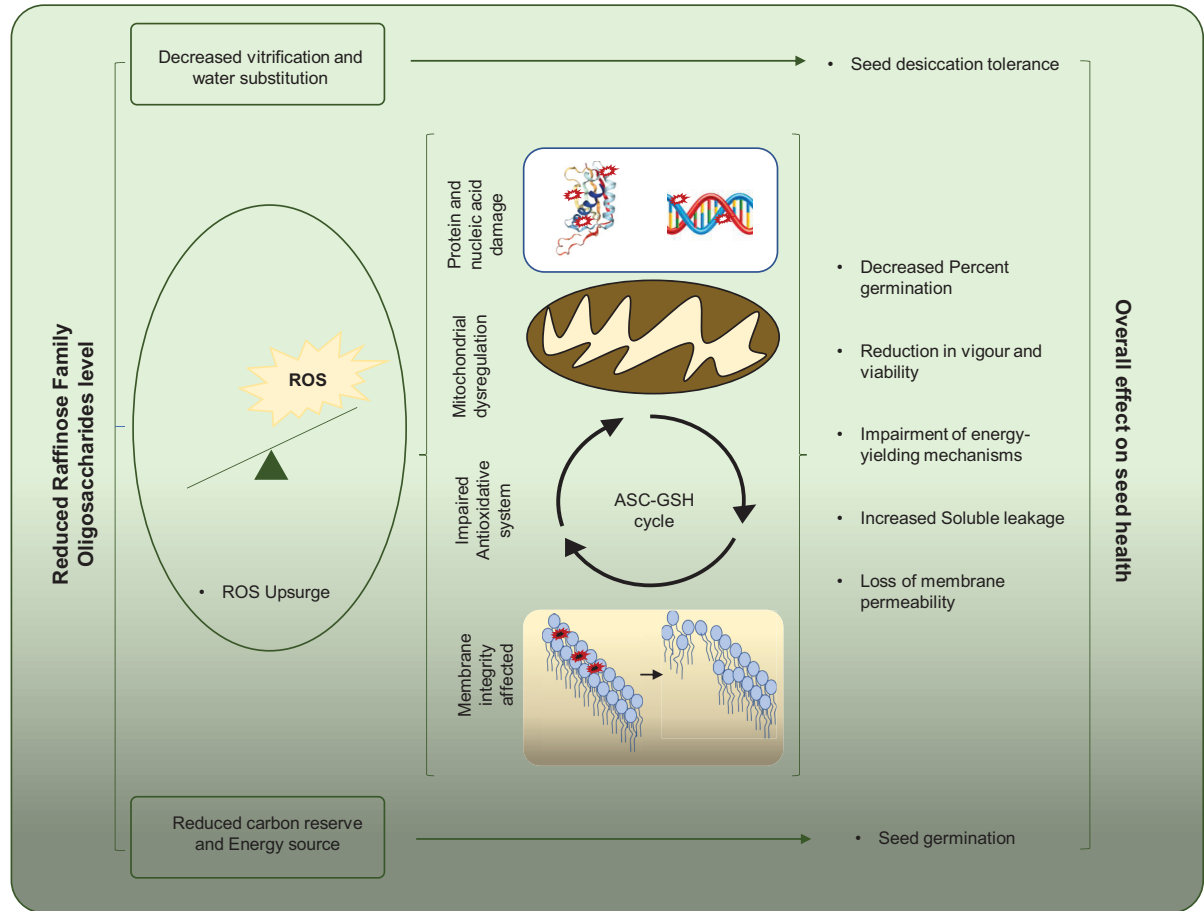 Reduced Raffinose Family
Oligosaccharides level
Decreased vitrification and
water substitution
• Seed desiccation tolerance
ROS
• ROS Upsurge
Protein and
nucleic acid
damage
Mitochondrial
dysregulation
Impaired
Antioxidative
system
ASC-GSH
cycle
Membrane
integrity
affected
• Decreased Percent
germination
• Reduction in vigour and
viability
• Impairment of energy-
yielding mechanisms
• Increased Soluble leakage
• Loss of membrane
permeability
Reduced carbon reserve
and Energy source
• Seed germination
Overall effect on seed health